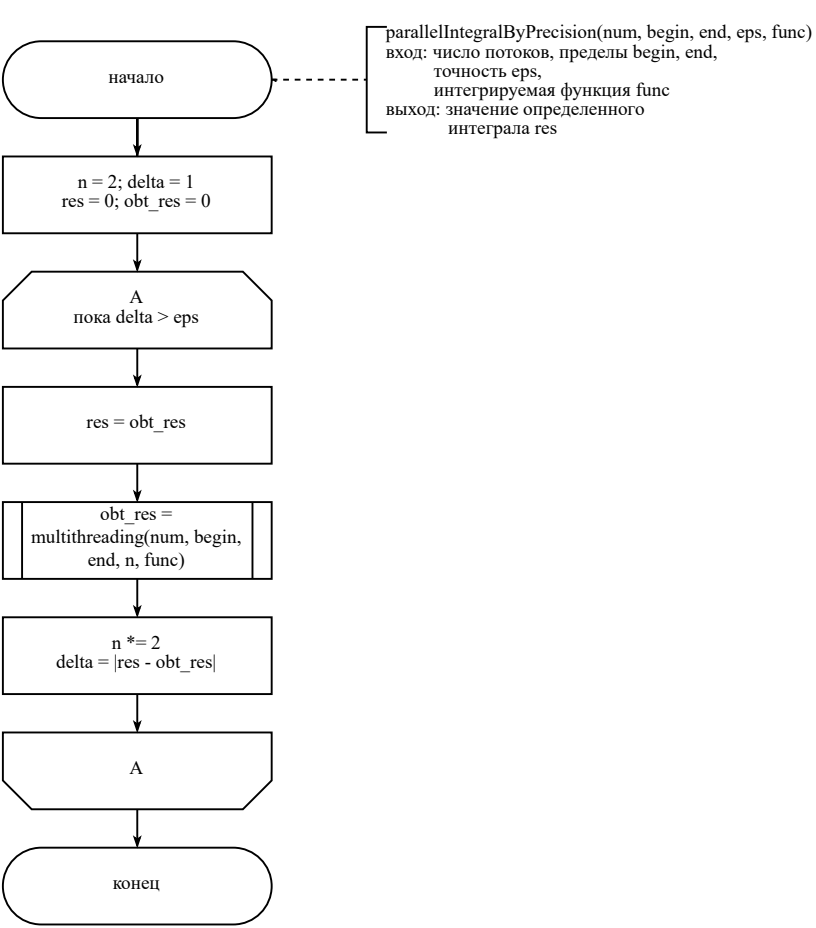 начало
parallelIntegralByPrecision(num, begin, end, eps, func)
вход: число потоков, пределы begin, end,
точность eps,
интегрируемая функция func
выход: значение определенного
интеграла res
n = 2; delta = 1
res = 0; obt_res = 0
A
пока delta > eps
res = obt_res
obt_res =
multithreading(num, begin,
end, n, func)
n *= 2
delta = |res - obt_res|
A
конец